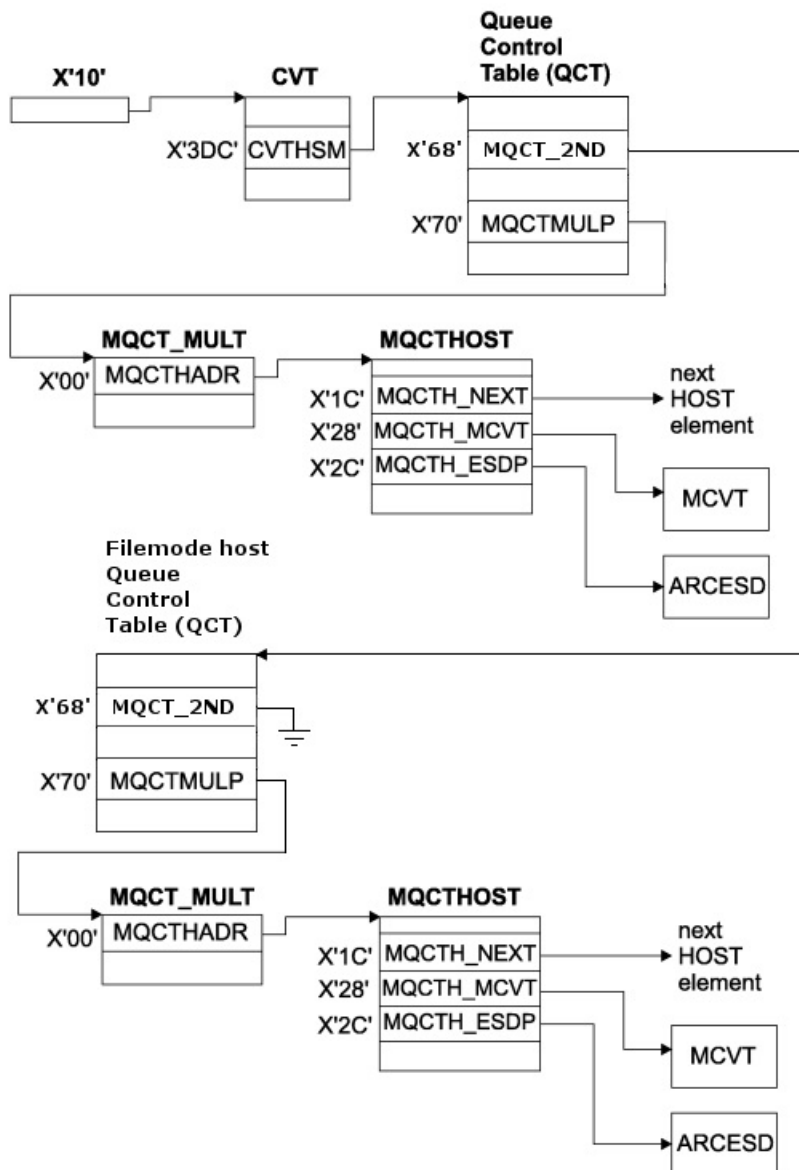 Queue
Control
Table (QCT)
X'10'
CVT
X'3DC'
CVTHSM
X'68'
MQCT_2ND
X'70'
MQCTMULP
MQCT_MULT
X'00'
MQCTHADR
MQCTHOST
X'1C'
MQCTH_NEXT
X'28'
MQCTH_MCVT
X'2C'
MQCTH_ESDP
next
HOST
element
MCVT
ARCESD
Filemode host
Queue
Control
Table (QCT)
X'68'
MQCT_2ND
X'70'
MQCTMULP
MQCT_MULT
X'00'
MQCTHADR
MQCTHOST
X'1C'
MQCTH_NEXT
X'28'
MQCTH_MCVT
X'2C'
MQCTH_ESDP
next
HOST
element
MCVT
ARCESD